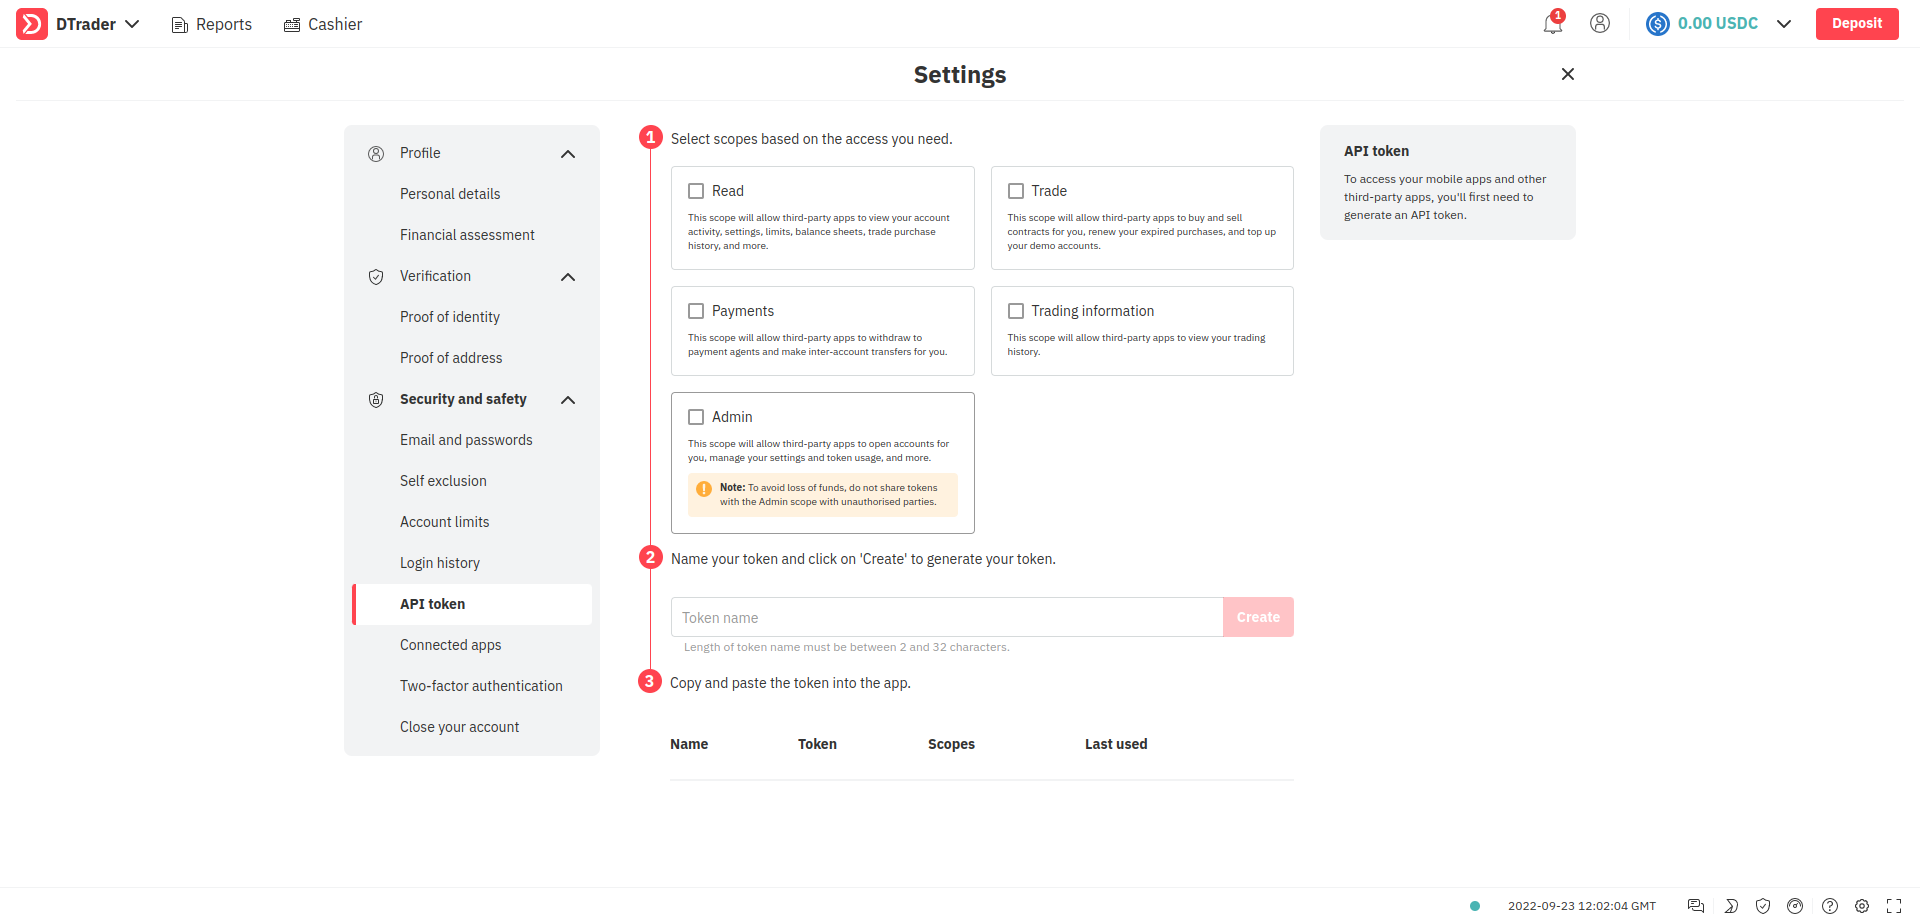 DTrader
Reports
Cashier
1
0.00 USDC
Deposit
Settings
Profile
Personal details
Financial assessment
Verification
Proof of identity
Proof of address
Security and safety
Email and passwords
Self exclusion
Account limits
Login history
API token
Connected apps
Two-factor authentication
Close your account
1
Select scopes based on the access you need.
Read
This scope will allow third-party apps to view your account
activity, settings, limits, balance sheets, trade purchase
history, and more.
Trade
This scope will allow third-party apps to buy and sell
contracts for you, renew your expired purchases, and top up
your demo accounts.
Payments
This scope will allow third-party apps to withdraw to
payment agents and make inter-account transfers for you.
Trading information
This scope will allow third-party apps to view your trading
history.
Admin
This scope will allow third-party apps to open accounts for
you, manage your settings and token usage, and more.
Note: To avoid loss of funds, do not share tokens
with the Admin scope with unauthorised parties.
2
Name your token and click on 'Create' to generate your token.
Token name
Create
Length of token name must be between 2 and 32 characters.
3
Copy and paste the token into the app.
Name
Token
Scopes
Last used
API token
To access your mobile apps and other
third-party apps, you'll first need to
generate an API token.
2022-09-23 12:02:04 GMT